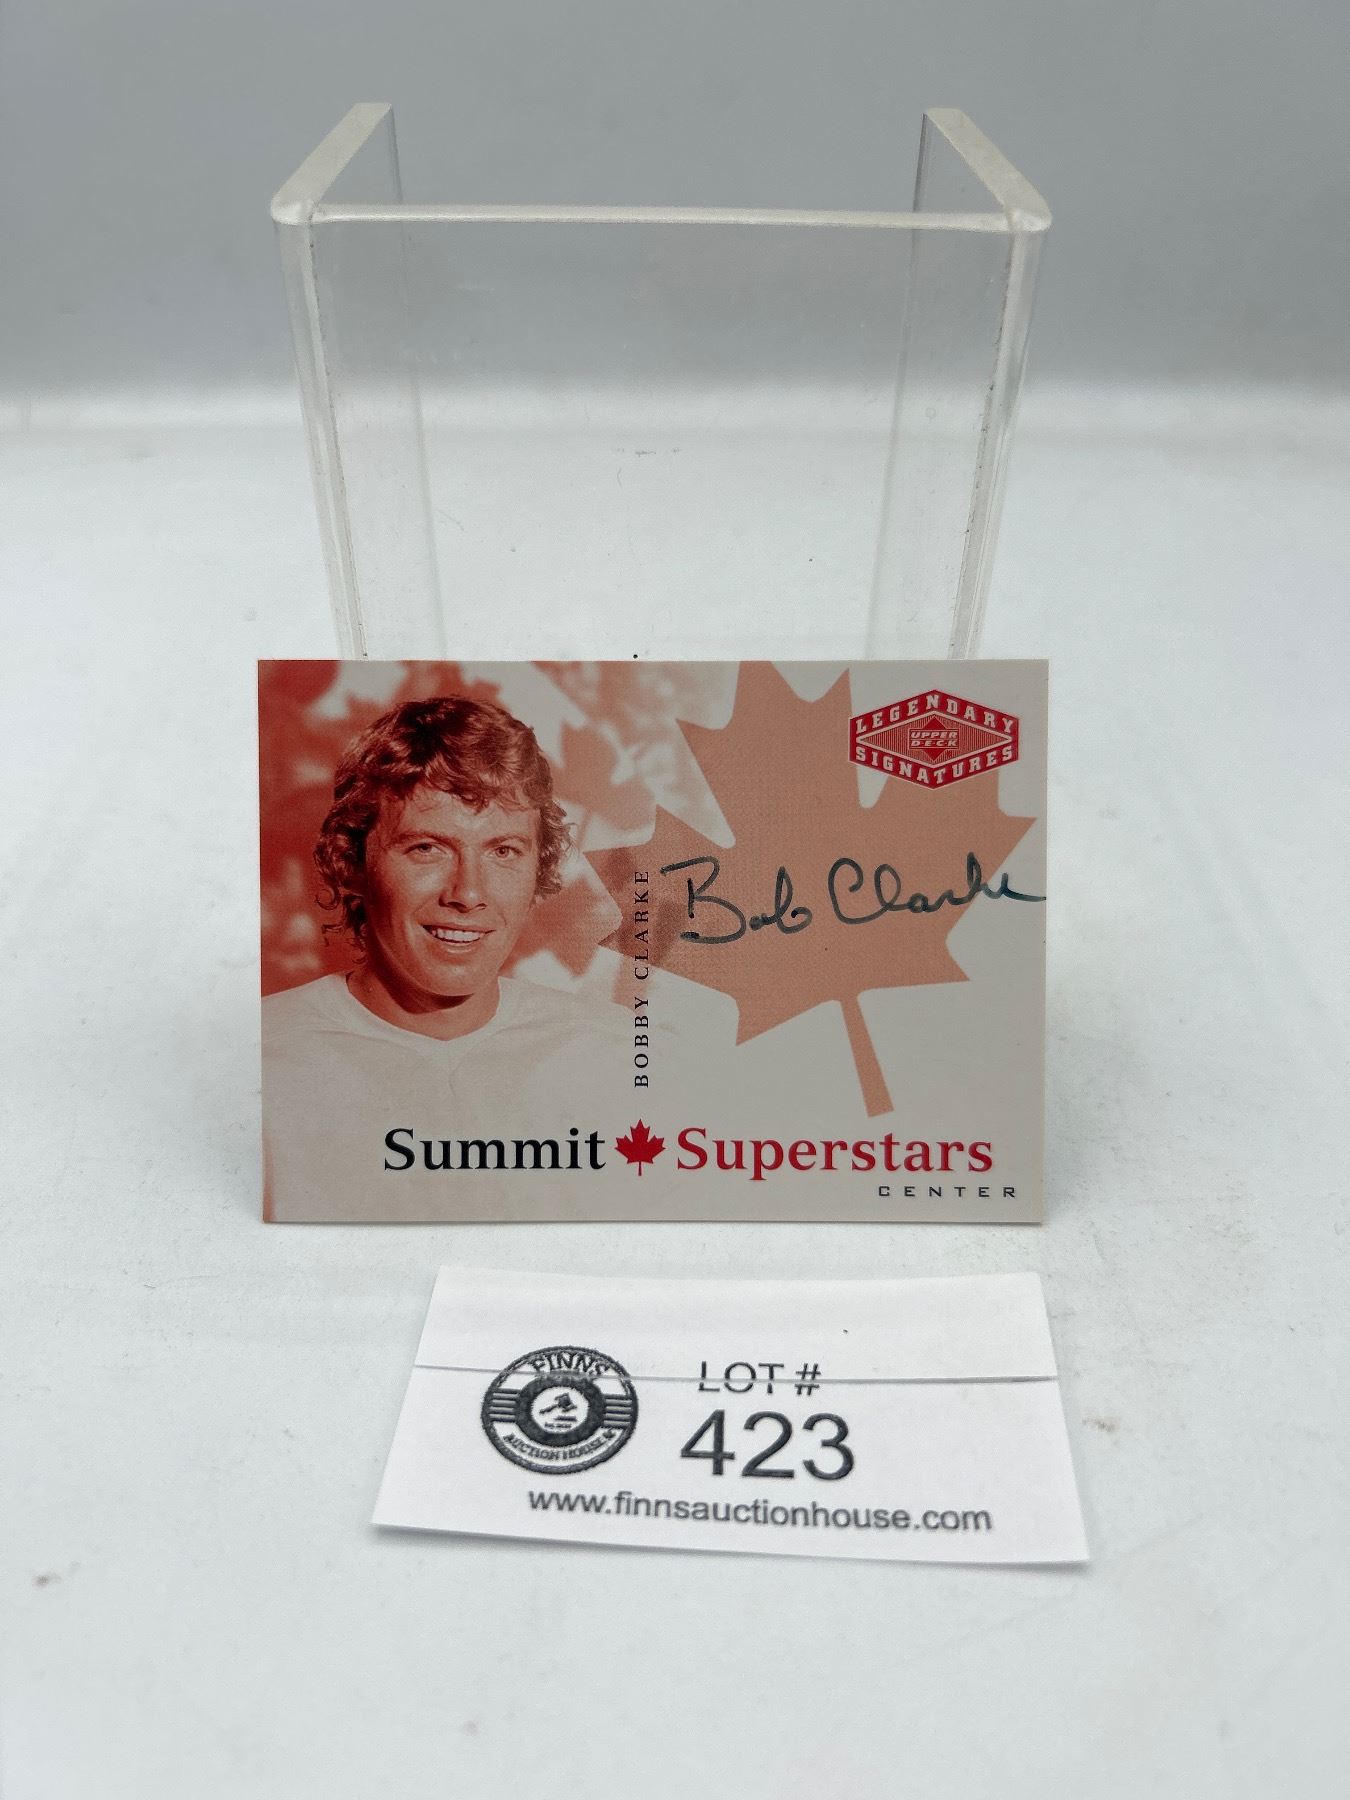 LEGENDARY
UPPER
DECK
SIGNATURES
Bob Clarke
BOBBY CLARKE
Summit Superstars
CENTER
FINNS
AUCTION HOUSE
LOT #
423
www.finnsauctionhouse.com